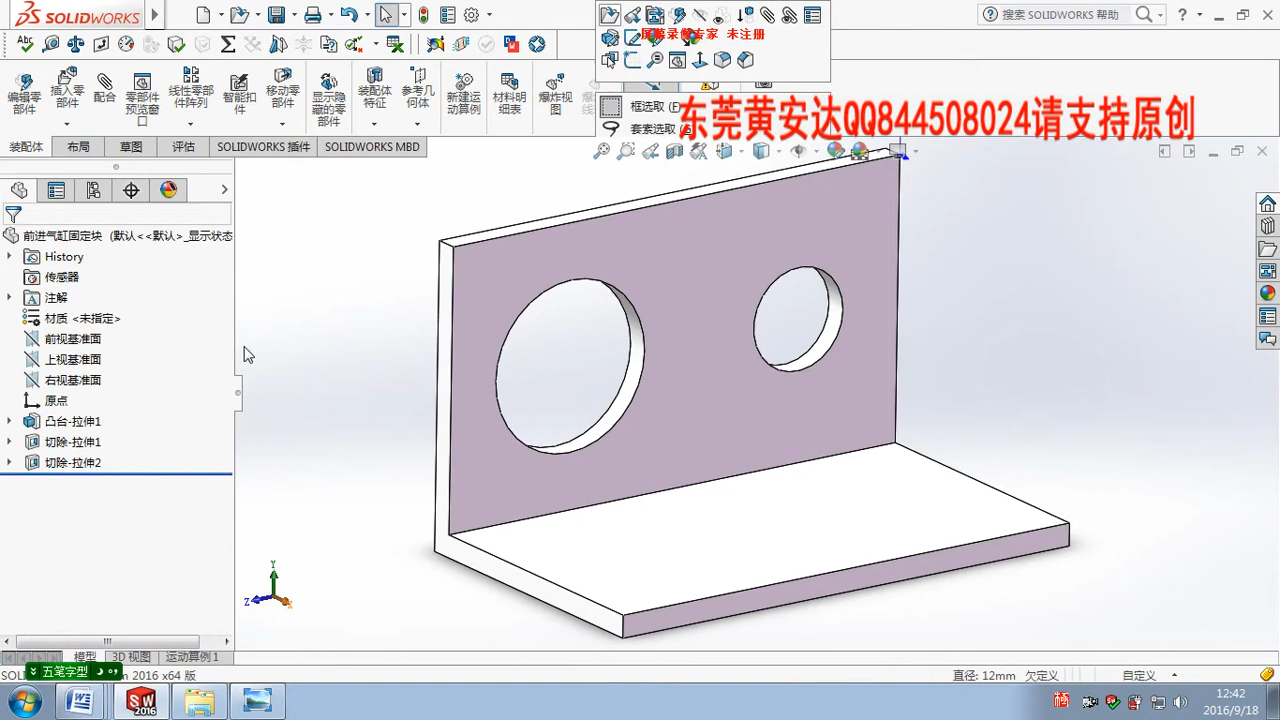 SOLIDWORKS
搜索 SOLIDWORKS 帮助
屏幕录像专家 未注册
编辑零部件
插入零部件
配合
零部件预览窗口
线性零部件阵列
智能扣件
移动零部件
显示隐藏的零部件
装配体特征
参考几何体
新建运动算例
材料明细表
爆炸视图
框选取
套索选取
东莞黄安达QQ844508024请支持原创
装配体 布局 草图 评估 SOLIDWORKS 插件 SOLIDWORKS MBD
前进气缸固定块 (默认<<默认>_显示状态
History
传感器
注解
材质 <未指定>
前视基准面
上视基准面
右视基准面
原点
凸台-拉伸1
切除-拉伸1
切除-拉伸2
Y
Z
X
模型 3D 视图 运动算例 1
五笔字型
2016 x64 版
直径: 12mm 欠定义 自定义
SW
2016
12:42
2016/9/18